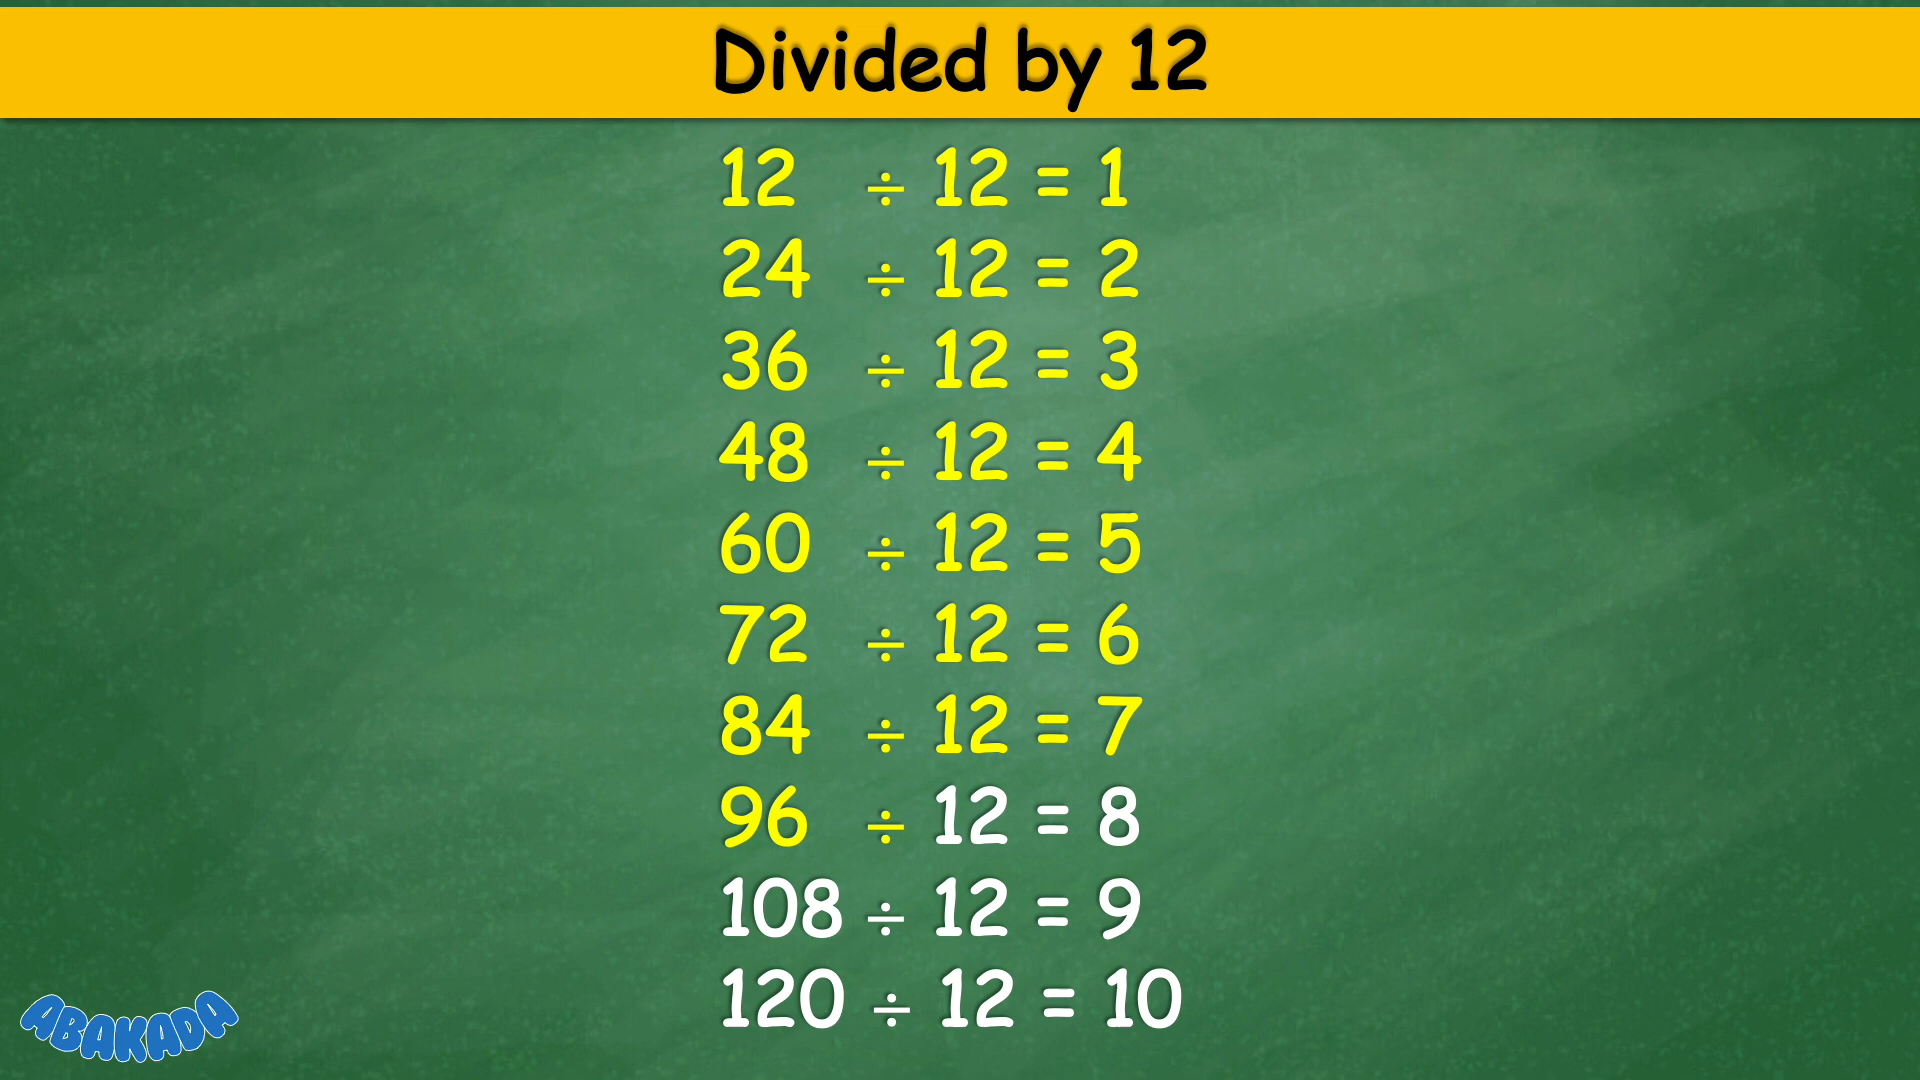 Divided by 12
12 ÷ 12 = 1
24 ÷ 12 = 2
36 ÷ 12 = 3
48 ÷ 12 = 4
60 ÷ 12 = 5
72 ÷ 12 = 6
84 ÷ 12 = 7
96 ÷ 12 = 8
108 ÷ 12 = 9
120 ÷ 12 = 10
ABAKADA